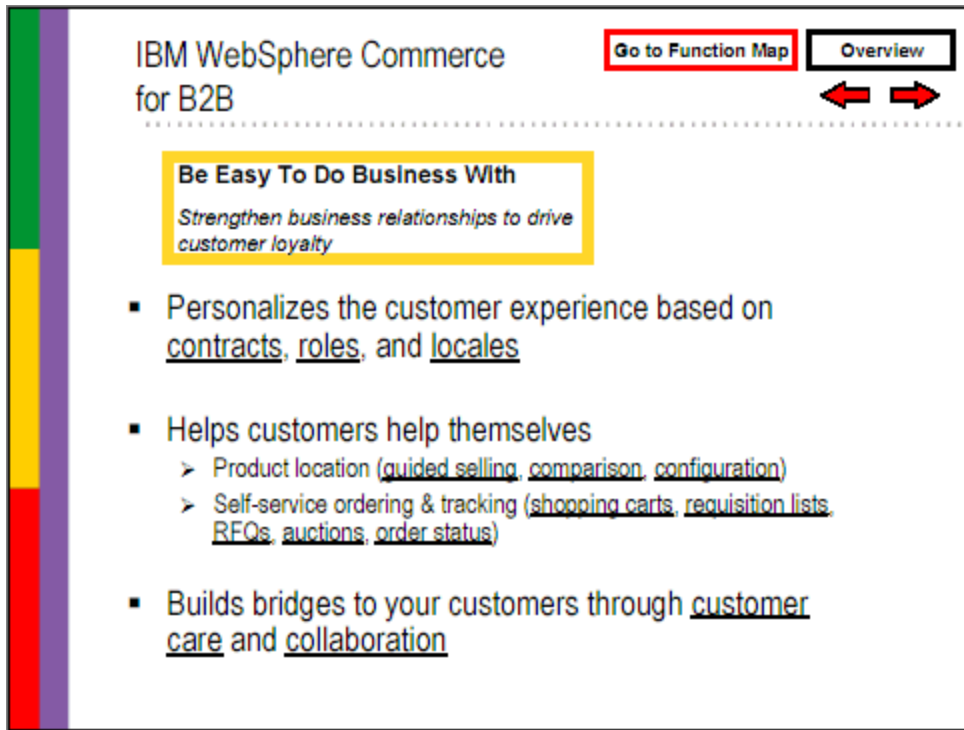 IBM WebSphere Commerce
for B2B
Go to Function Map
Overview
Be Easy To Do Business With
Strengthen business relationships to drive
customer loyalty
▪ Personalizes the customer experience based on
contracts, roles, and locales
▪ Helps customers help themselves
➢ Product location (guided selling, comparison, configuration)
➢ Self-service ordering & tracking (shopping carts, requisition lists,
RFQs, auctions, order status)
▪ Builds bridges to your customers through customer
care and collaboration